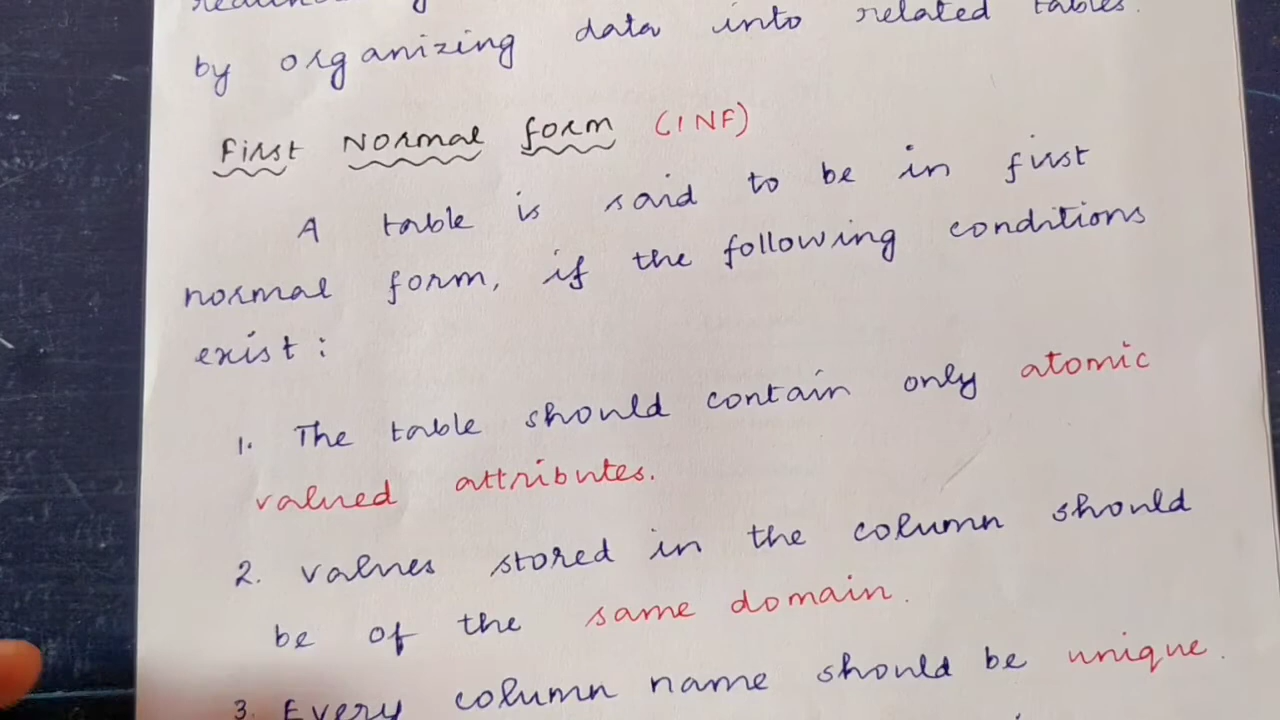 by organizing data into related tables.
First Normal form (1NF)
A table is said to be in first
normal form, if the following conditions
exist:
1. The table should contain only atomic
valued attributes.
2. values stored in the column should
be of the same domain.
3. Every column name should be unique.